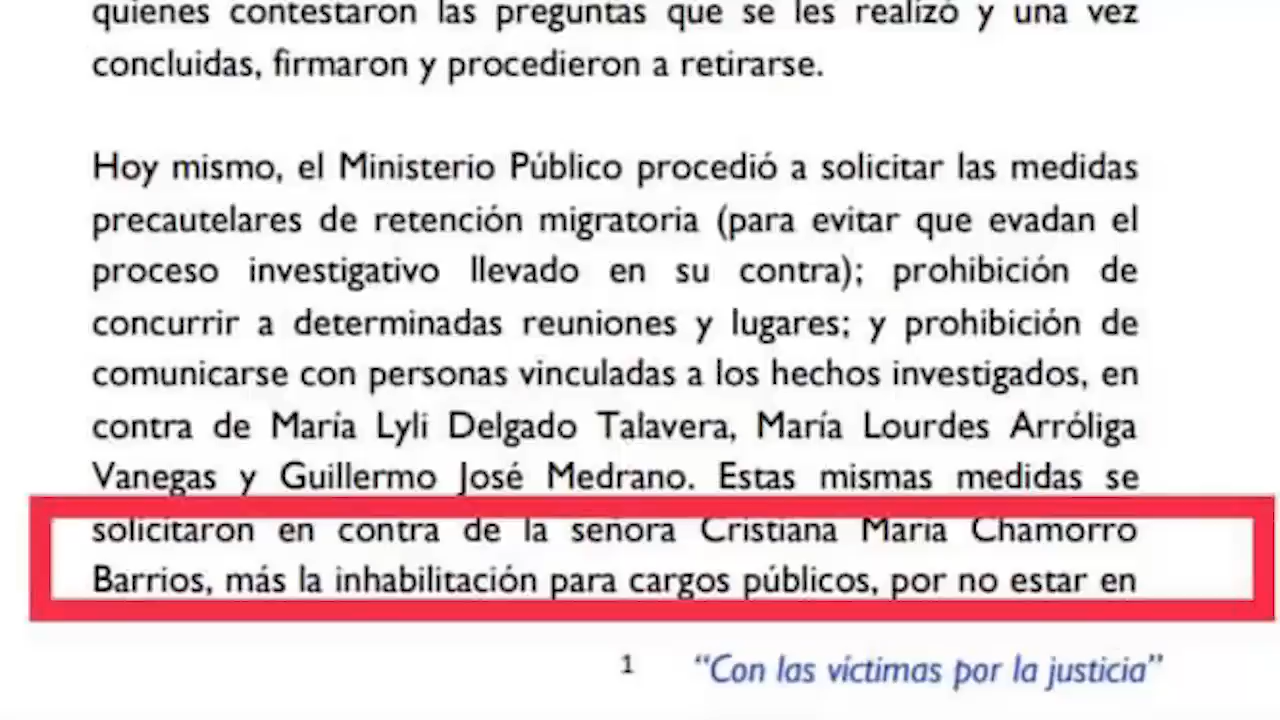 quienes contestaron las preguntas que se les realizó y una vez
concluidas, firmaron y procedieron a retirarse.
Hoy mismo, el Ministerio Público procedió a solicitar las medidas
precautelares de retención migratoria (para evitar que evadan el
proceso investigativo llevado en su contra); prohibición de
concurrir a determinadas reuniones y lugares; y prohibición de
comunicarse con personas vinculadas a los hechos investigados, en
contra de María Lyli Delgado Talavera, María Lourdes Arróliga
Vanegas y Guillermo José Medrano. Estas mismas medidas se
solicitaron en contra de la señora Cristiana María Chamorro
Barrios, más la inhabilitación para cargos públicos, por no estar en
1 “Con las víctimas por la justicia”